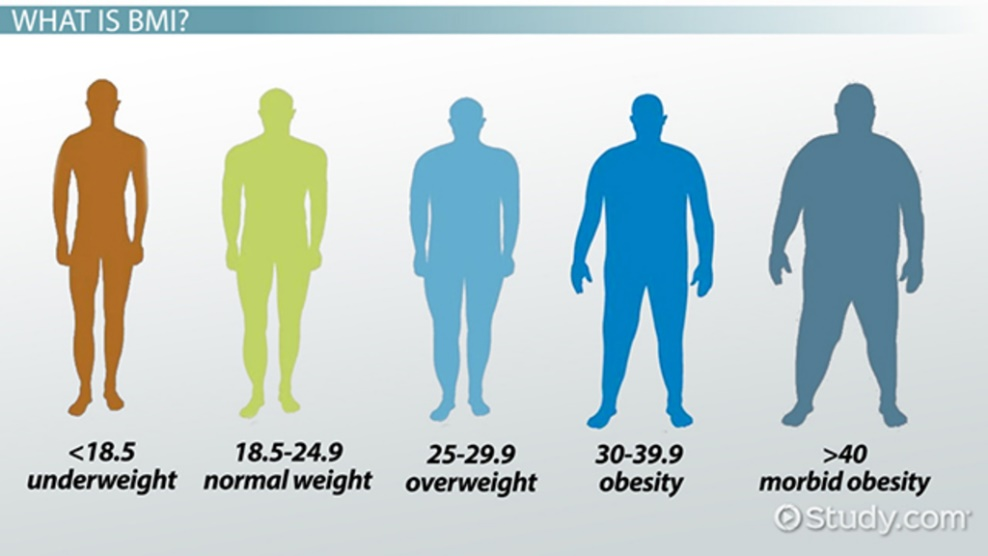 WHAT IS BMI?
<18.5
underweight
18.5-24.9
normal weight
25-29.9
overweight
30-39.9
obesity
>40
morbid obesity
Study.com